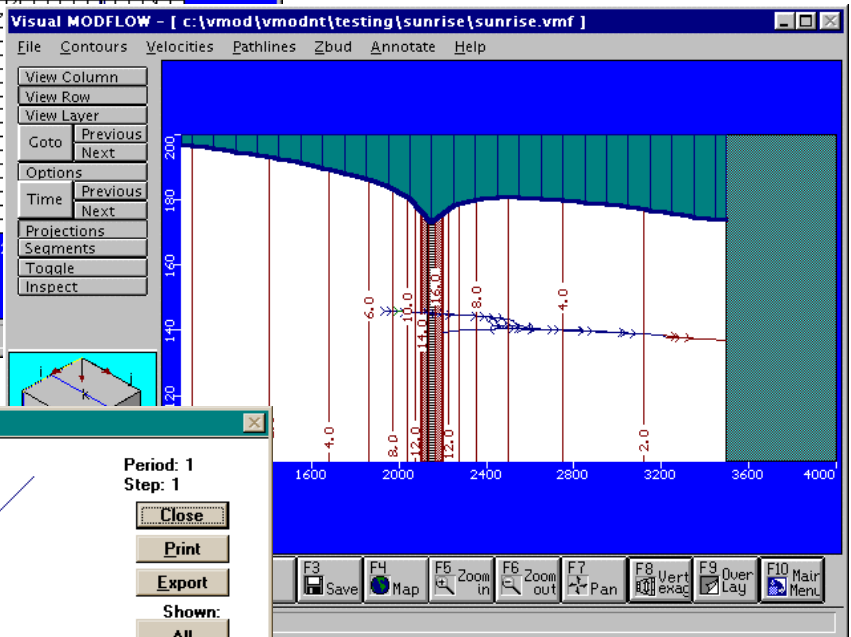 Visual MODFLOW - [ c:\vmod\vmodnt\testing\sunrise\sunrise.vmf ]
File Contours Velocities Pathlines Zbud Annotate Help
View Column
View Row
View Layer
Goto Previous
Next
Options
Time Previous
Next
Projections
Segments
Toggle
Inspect
200
180
160
140
120
6.0
10.0
14.0
16.0
8.0
4.0
4.0
8.0
12.0
12.0
2.0
1600 2000 2400 2800 3200 3600 4000
i j
k
Period: 1
Step: 1
Close
Print
Export
Shown:
All
F3 Save
F4 Map
F5 Zoom in
F6 Zoom out
F7 Pan
F8 Vert exag
F9 Over Lay
F10 Main Menu